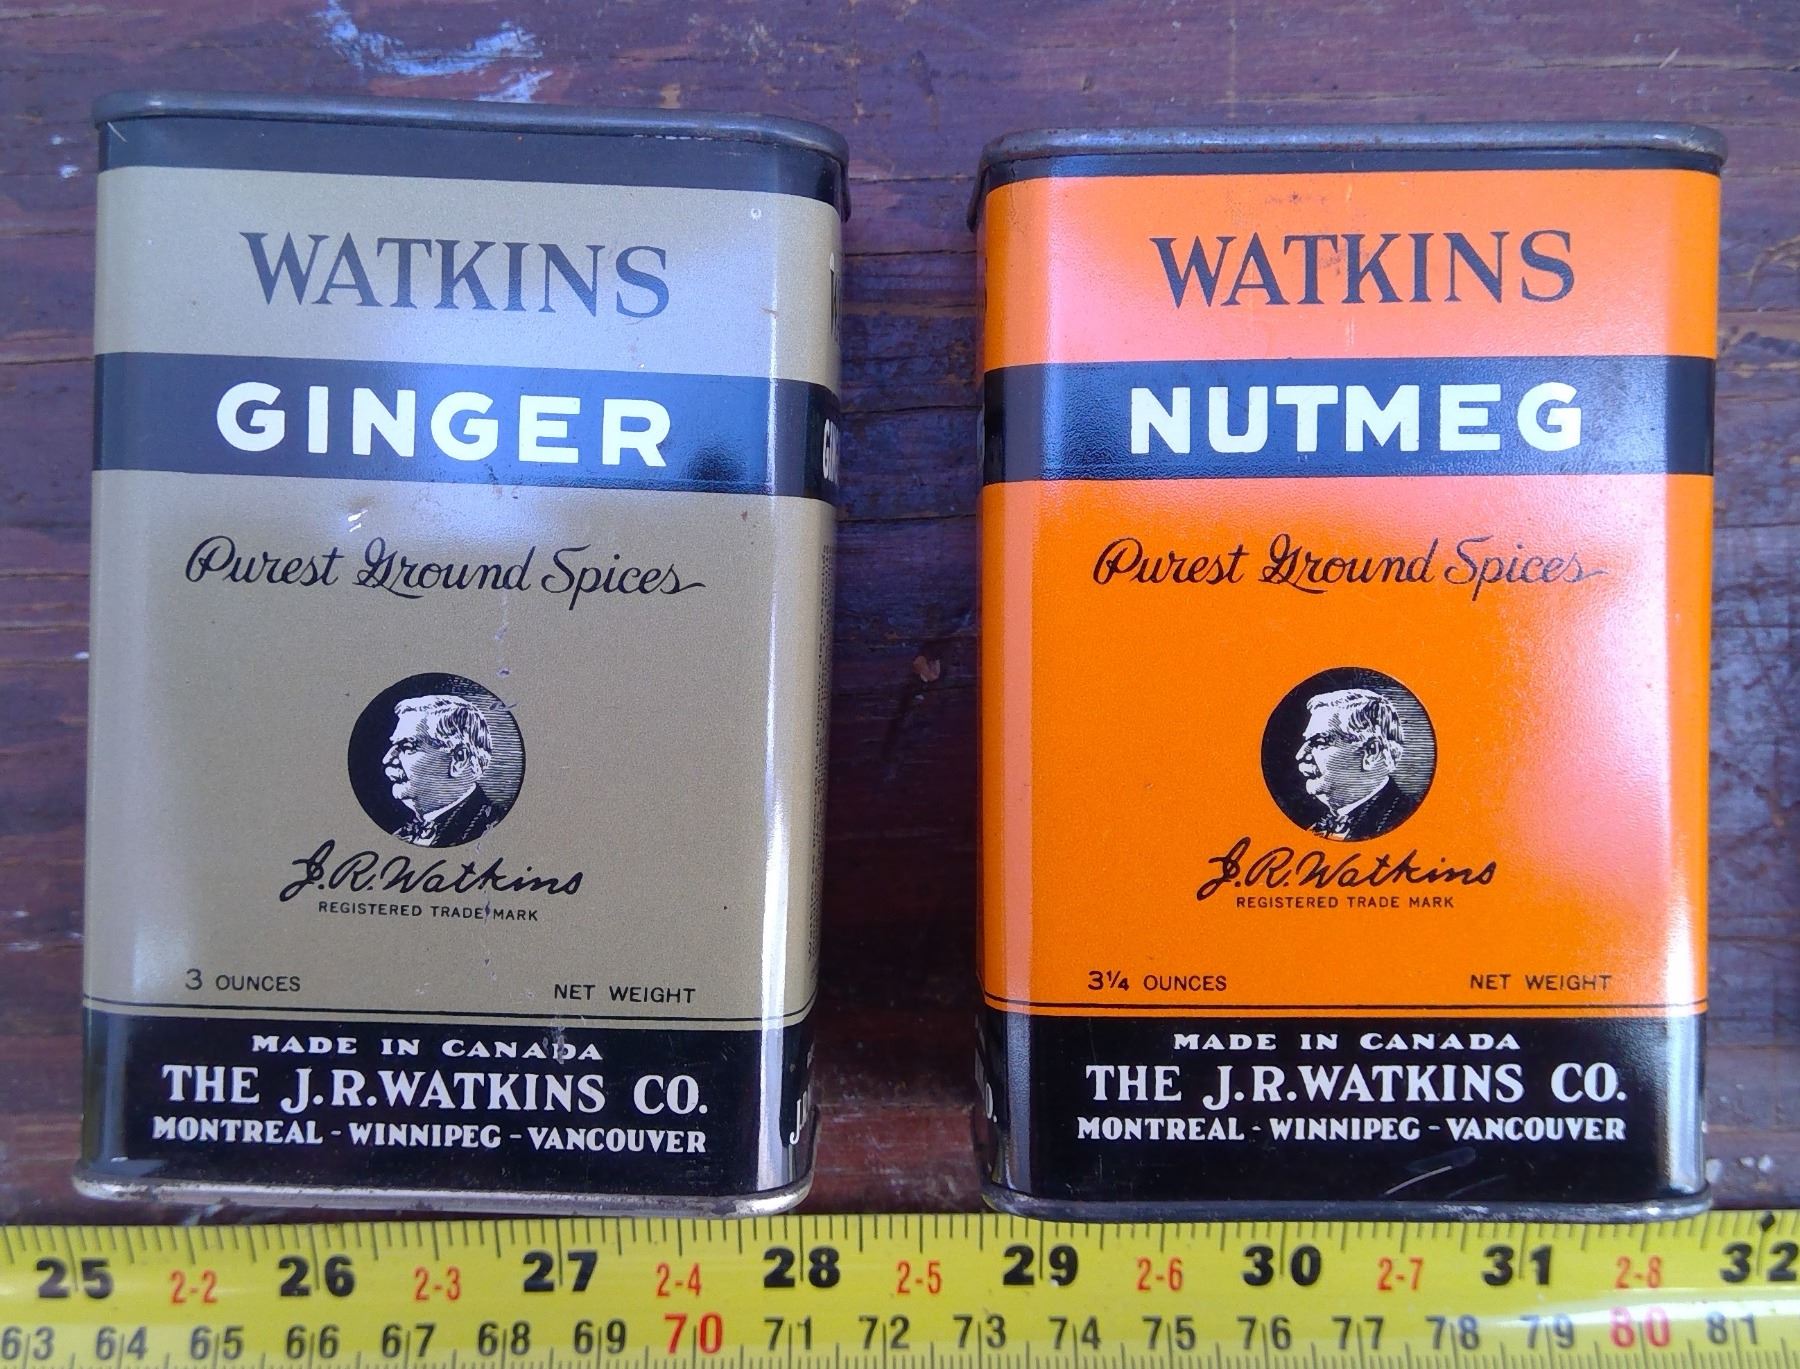 WATKINS
GINGER
Purest Ground Spices
J.R. Watkins
REGISTERED TRADE MARK
3 OUNCES NET WEIGHT
MADE IN CANADA
THE J.R.WATKINS CO.
MONTREAL - WINNIPEG - VANCOUVER
WATKINS
NUTMEG
Purest Ground Spices
J.R. Watkins
REGISTERED TRADE MARK
3¼ OUNCES NET WEIGHT
MADE IN CANADA
THE J.R.WATKINS CO.
MONTREAL - WINNIPEG - VANCOUVER
25 2-2 26 2-3 27 2-4 28 2-5 29 2-6 30 2-7 31 2-8 32
63 64 65 66 67 68 69 70 71 72 73 74 75 76 77 78 79 80 81